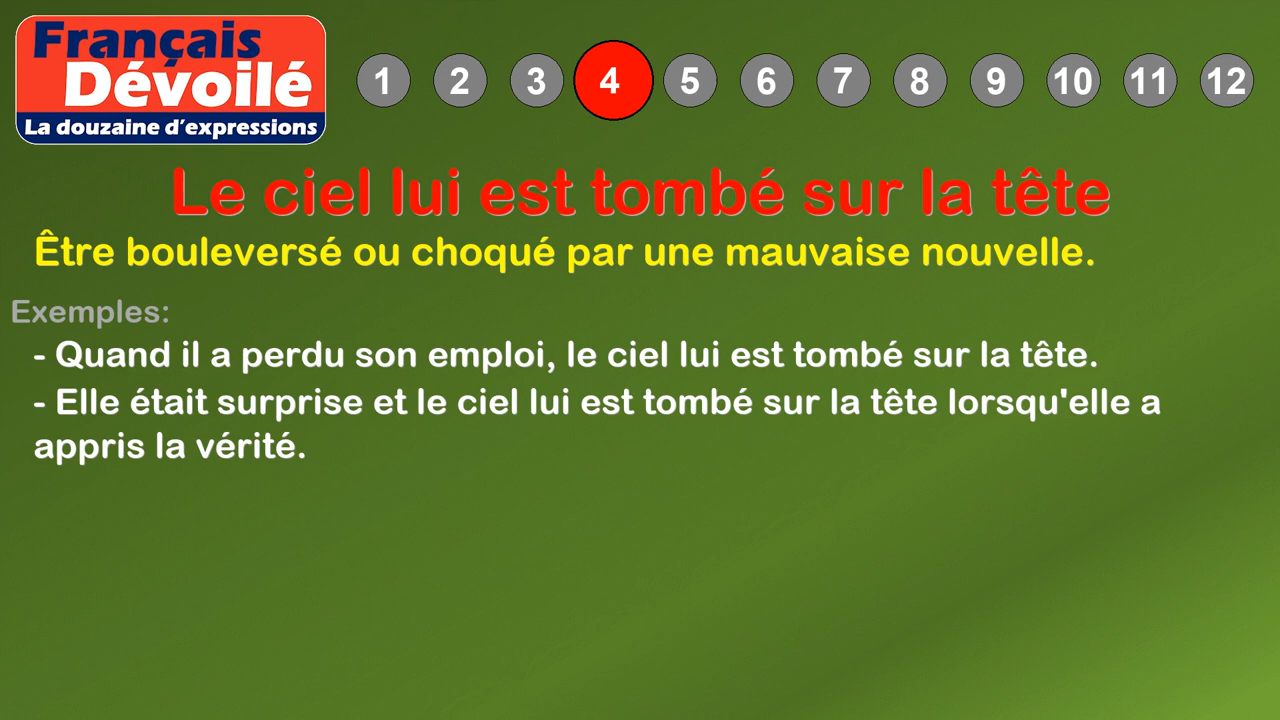 Français
Dévoilé
La douzaine d'expressions
1 2 3 4 5 6 7 8 9 10 11 12
Le ciel lui est tombé sur la tête
Être bouleversé ou choqué par une mauvaise nouvelle.
Exemples:
- Quand il a perdu son emploi, le ciel lui est tombé sur la tête.
- Elle était surprise et le ciel lui est tombé sur la tête lorsqu'elle a
appris la vérité.